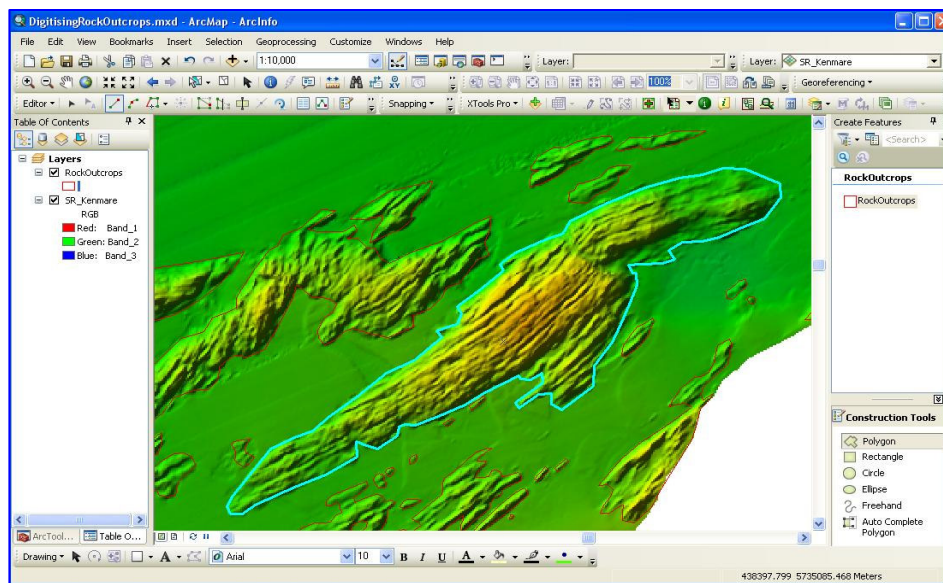 DigitisingRockOutcrops.mxd - ArcMap - ArcInfo
File Edit View Bookmarks Insert Selection Geoprocessing Customize Windows Help
1:10,000 Layer: Layer: SR_Kenmare
100% Georeferencing
Editor Snapping XTools Pro
Table Of Contents
Layers
RockOutcrops
SR_Kenmare
RGB
Red: Band_1
Green: Band_2
Blue: Band_3
ArcTool... Table O...
Create Features
<Search>
RockOutcrops
RockOutcrops
Construction Tools
Polygon
Rectangle
Circle
Ellipse
Freehand
Auto Complete
Polygon
Drawing A Arial 10 B I U A
438397.799 5735085.468 Meters